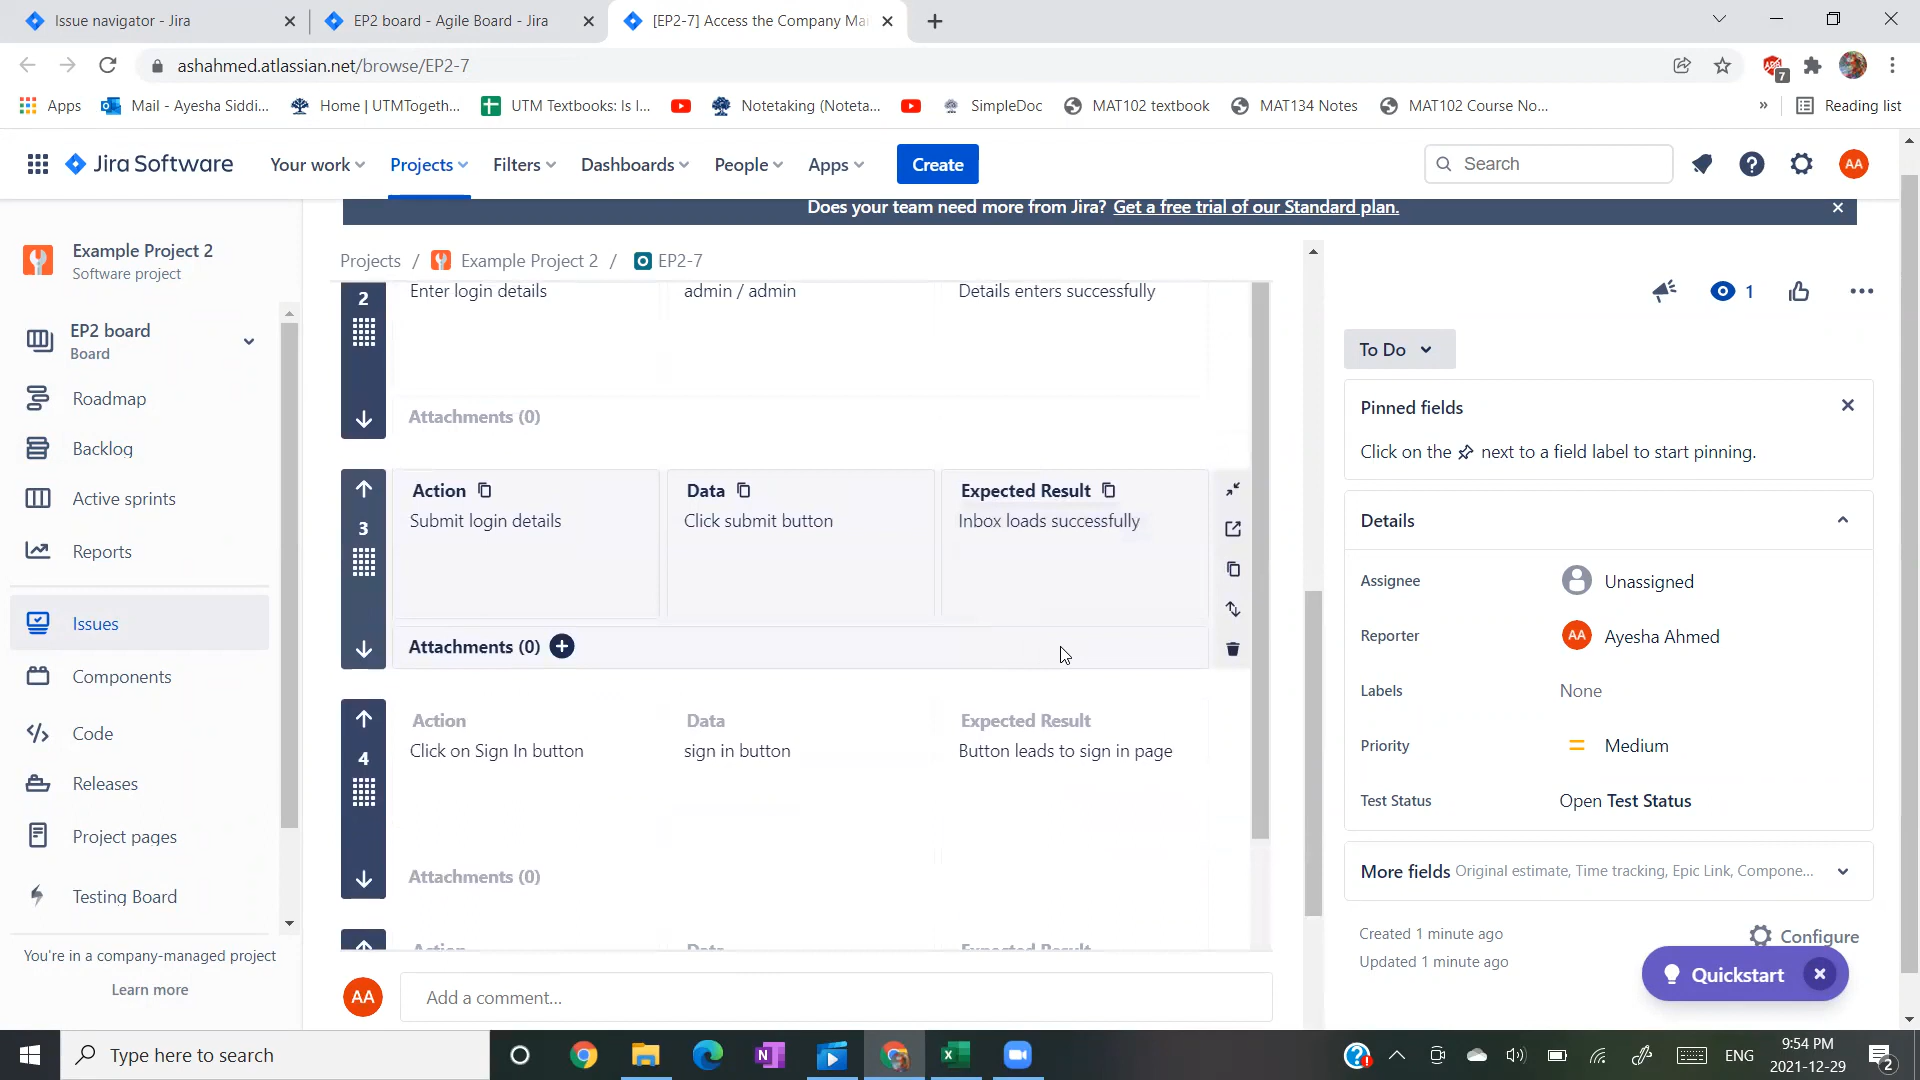 Issue navigator - Jira
EP2 board - Agile Board - Jira
[EP2-7] Access the Company Ma
ashahmed.atlassian.net/browse/EP2-7
7
Apps
Mail - Ayesha Siddi...
Home | UTMTogeth...
UTM Textbooks: Is I...
Notetaking (Noteta...
SimpleDoc
MAT102 textbook
MAT134 Notes
MAT102 Course No...
»
Reading list
Jira Software
Your work
Projects
Filters
Dashboards
People
Apps
Create
Search
AA
Does your team need more from Jira? Get a free trial of our Standard plan.
Example Project 2
Software project
EP2 board
Board
Roadmap
Backlog
Active sprints
Reports
Issues
Components
Code
Releases
Project pages
Testing Board
You're in a company-managed project
Learn more
Projects / Example Project 2 / EP2-7
2
Enter login details
admin / admin
Details enters successfully
Attachments (0)
3
Action
Data
Expected Result
Submit login details
Click submit button
Inbox loads successfully
Attachments (0)
4
Action
Data
Expected Result
Click on Sign In button
sign in button
Button leads to sign in page
Attachments (0)
Action
Data
Expected Result
AA
Add a comment...
1
To Do
Pinned fields
Click on the next to a field label to start pinning.
Details
Assignee
Unassigned
Reporter
AA
Ayesha Ahmed
Labels
None
Priority
Medium
Test Status
Open Test Status
More fields Original estimate, Time tracking, Epic Link, Compone...
Created 1 minute ago
Updated 1 minute ago
Configure
Quickstart
Type here to search
ENG
9:54 PM
2021-12-29
2